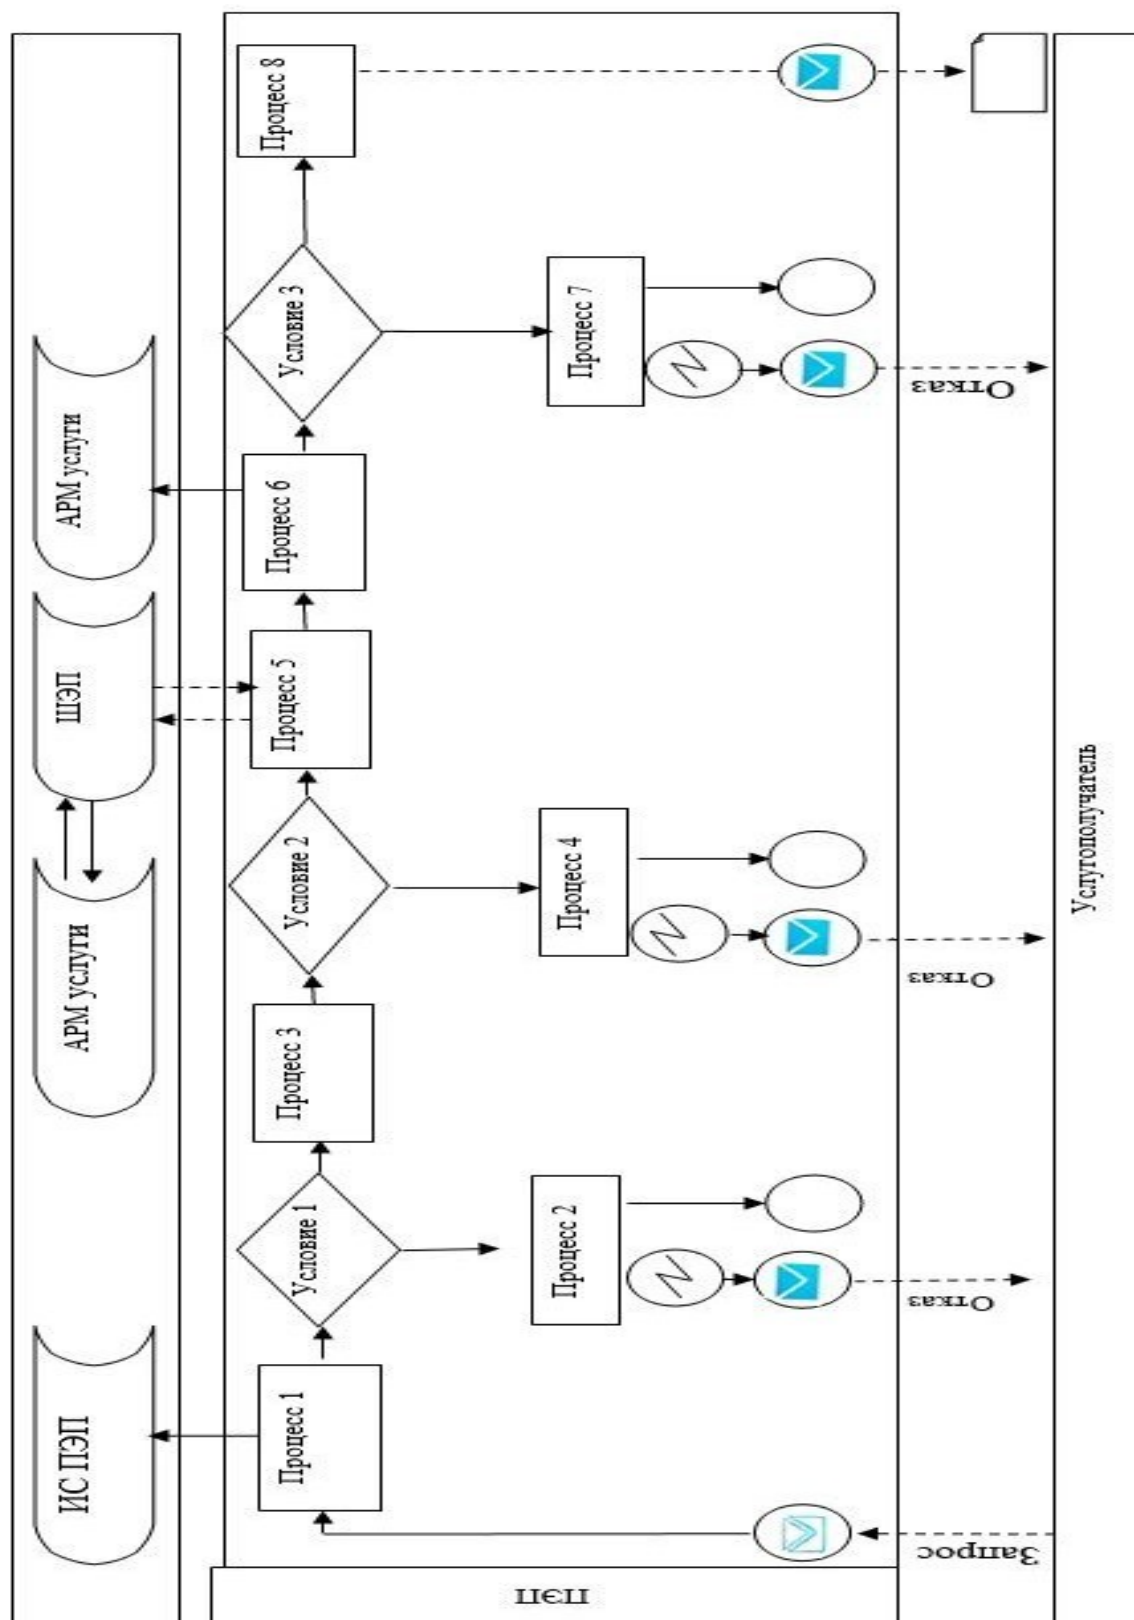 ИС ПЭП
АРМ услуги
ШЭП
АРМ услуги
Процесс 1
Условие 1
Процесс 3
Условие 2
Процесс 5
Процесс 6
Условие 3
Процесс 8
Процесс 2
Процесс 4
Процесс 7
ПЭП
Запрос
Отказ
Отказ
Отказ
Услугополучатель